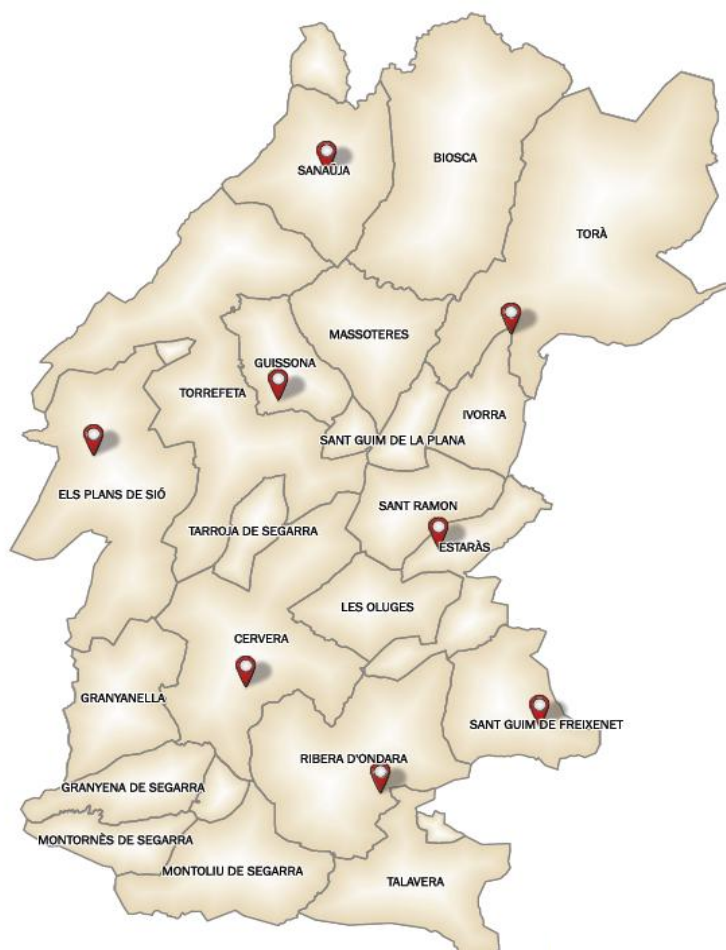 BIOSCA
SANAÜJA
TORÀ
MASSOTERES
GUISSONA
TORREFETA
IVORRA
SANT GUIM DE LA PLANA
ELS PLANS DE SIÓ
SANT RAMON
TARROJA DE SEGARRA
ESTARÀS
LES OLUGES
CERVERA
GRANYANELLA
SANT GUIM DE FREIXENET
RIBERA D'ONDARA
GRANYENA DE SEGARRA
MONTORNÈS DE SEGARRA
MONTOLIU DE SEGARRA
TALAVERA